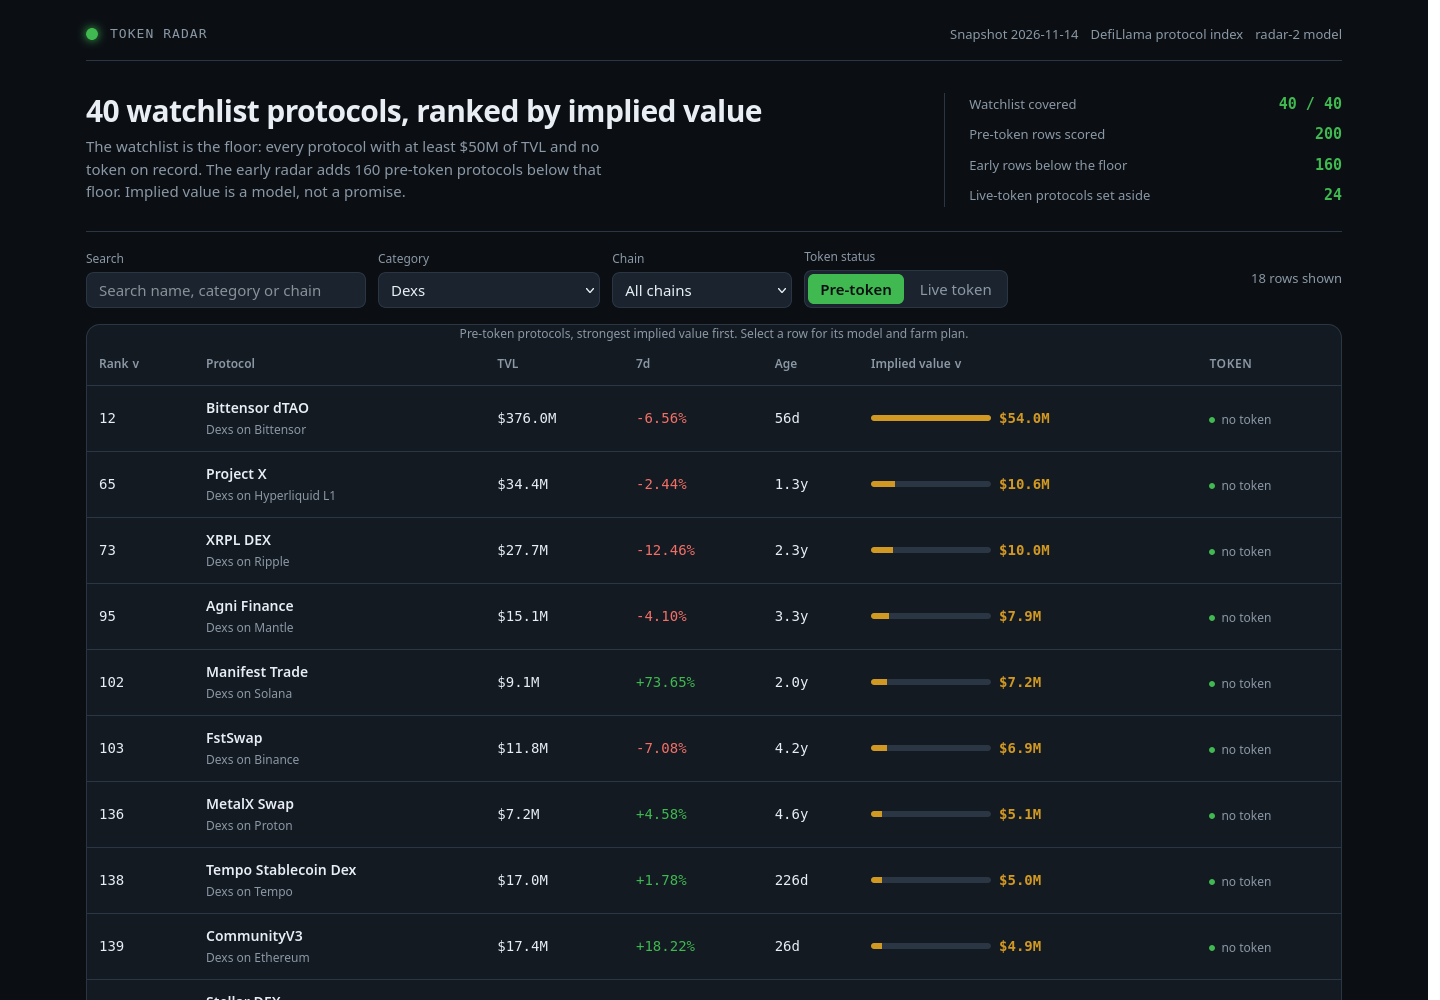 TOKEN RADAR
Snapshot 2026-11-14 DefiLlama protocol index radar-2 model
40 watchlist protocols, ranked by implied value
The watchlist is the floor: every protocol with at least $50M of TVL and no
token on record. The early radar adds 160 pre-token protocols below that
floor. Implied value is a model, not a promise.
Watchlist covered 40 / 40
Pre-token rows scored 200
Early rows below the floor 160
Live-token protocols set aside 24
Search Category Chain Token status
Search name, category or chain Dexs All chains Pre-token Live token
18 rows shown
Pre-token protocols, strongest implied value first. Select a row for its model and farm plan.
Rank v Protocol TVL 7d Age Implied value v TOKEN
12 Bittensor dTAO $376.0M -6.56% 56d $54.0M no token
Dexs on Bittensor
65 Project X $34.4M -2.44% 1.3y $10.6M no token
Dexs on Hyperliquid L1
73 XRPL DEX $27.7M -12.46% 2.3y $10.0M no token
Dexs on Ripple
95 Agni Finance $15.1M -4.10% 3.3y $7.9M no token
Dexs on Mantle
102 Manifest Trade $9.1M +73.65% 2.0y $7.2M no token
Dexs on Solana
103 FstSwap $11.8M -7.08% 4.2y $6.9M no token
Dexs on Binance
136 MetalX Swap $7.2M +4.58% 4.6y $5.1M no token
Dexs on Proton
138 Tempo Stablecoin Dex $17.0M +1.78% 226d $5.0M no token
Dexs on Tempo
139 CommunityV3 $17.4M +18.22% 26d $4.9M no token
Dexs on Ethereum
Stellar DEX